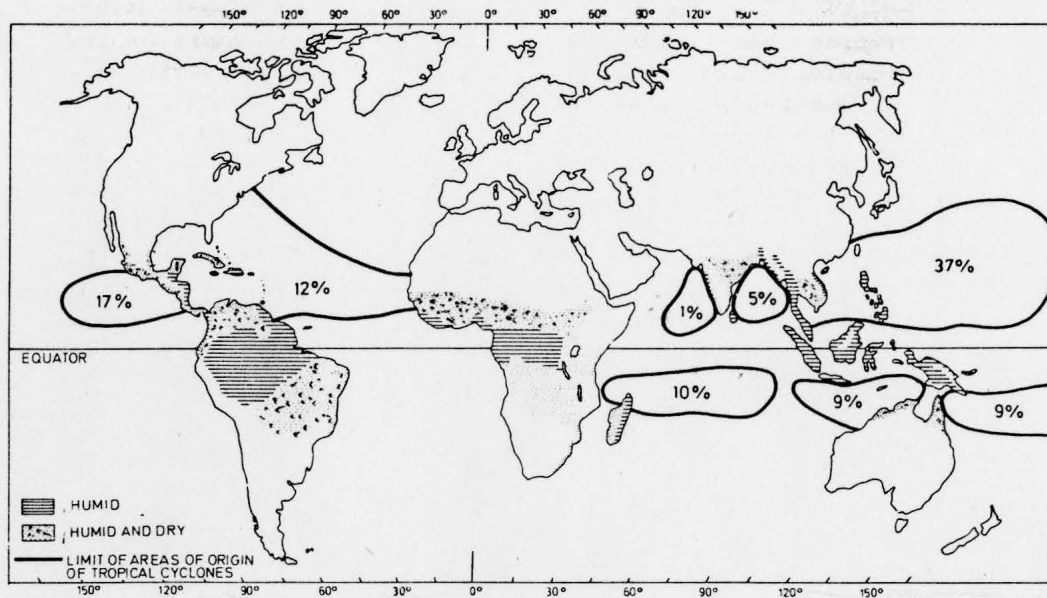 150° 120° 90° 60° 30° 0° 30° 60° 90° 120° 150°
37%
17%
12%
1%
5%
EQUATOR
10%
9%
9%
HUMID
HUMID AND DRY
LIMIT OF AREAS OF ORIGIN
OF TROPICAL CYCLONES
150° 120° 90° 60° 30° 0° 30° 60° 90° 120° 150°